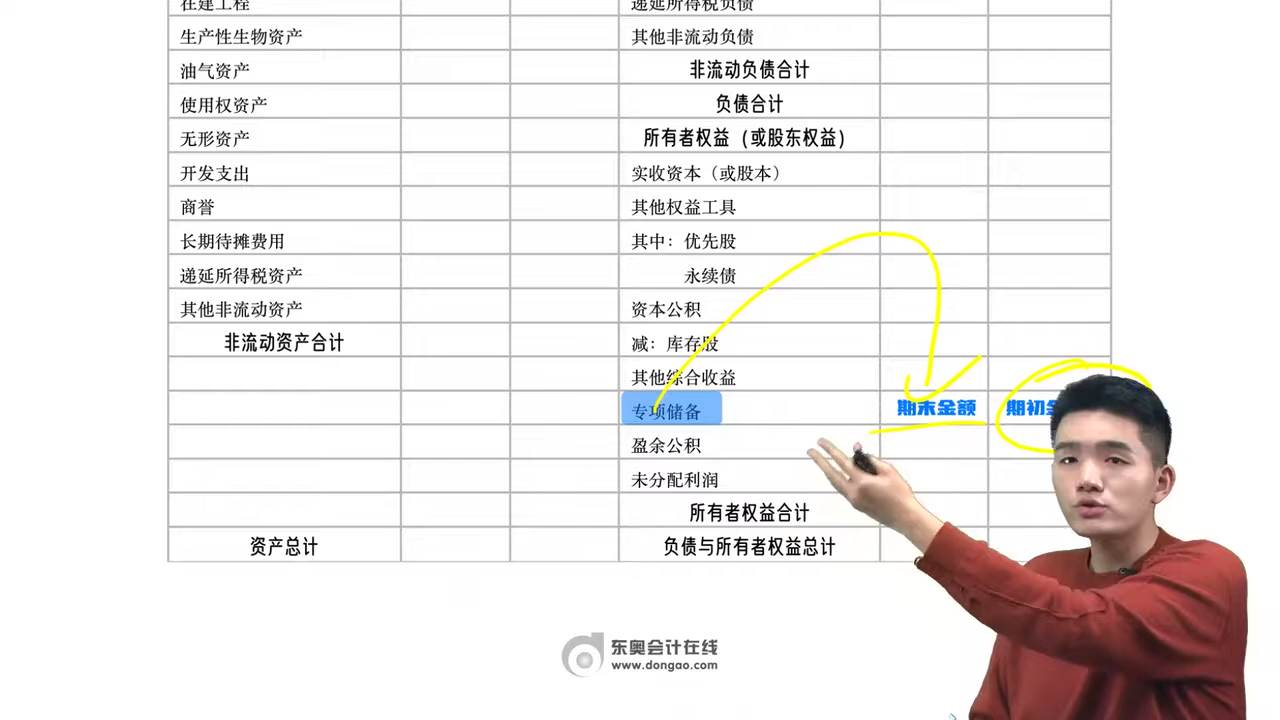 在建工程 递延所得税负债
生产性生物资产 其他非流动负债
油气资产 非流动负债合计
使用权资产 负债合计
无形资产 所有者权益（或股东权益）
开发支出 实收资本（或股本）
商誉 其他权益工具
长期待摊费用 其中：优先股
递延所得税资产 永续债
其他非流动资产 资本公积
非流动资产合计 减：库存股
其他综合收益
专项储备 期末金额 期初
盈余公积
未分配利润
所有者权益合计
资产总计 负债与所有者权益总计
东奥会计在线
www.dongao.com